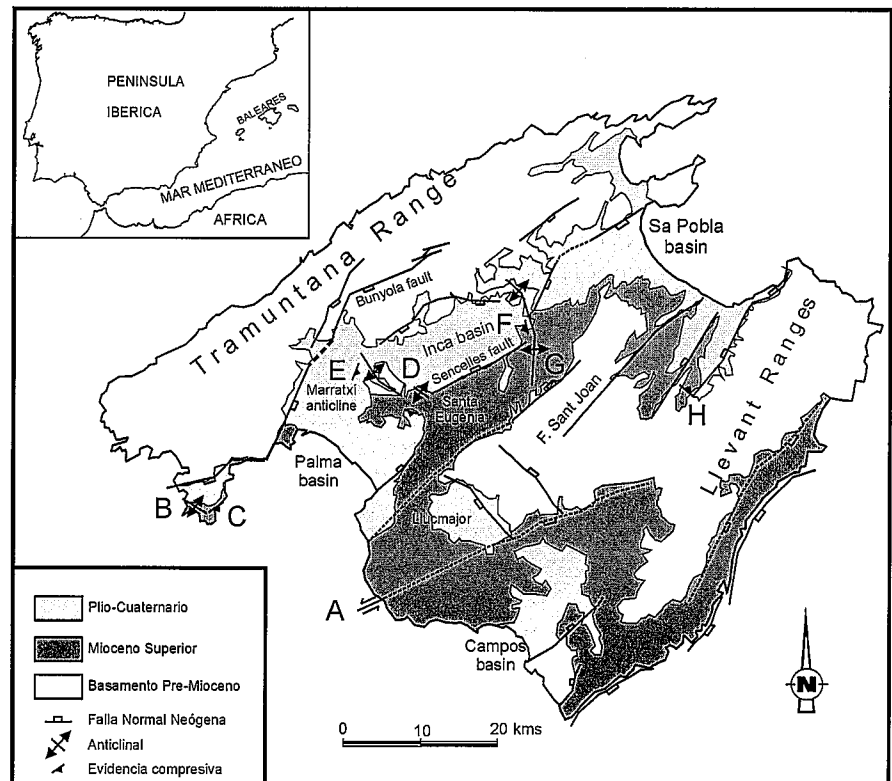 PENINSULA
IBERICA
BALEARES
MAR MEDITERRANEO
AFRICA
Tramuntana Range
Sa Pobla
basin
Bunyola fault
Inca basin
F
E
D
Sencelles fault
G
Marratxí
anticline
Santa
Eugenia
F. Sant Joan
H
Llevant Ranges
Palma
basin
B
C
Llucmajor
A
Campos
basin
Plio-Cuaternario
Mioceno Superior
Basamento Pre-Mioceno
Falla Normal Neógena
Anticlinal
Evidencia compresiva
0 10 20 kms
N